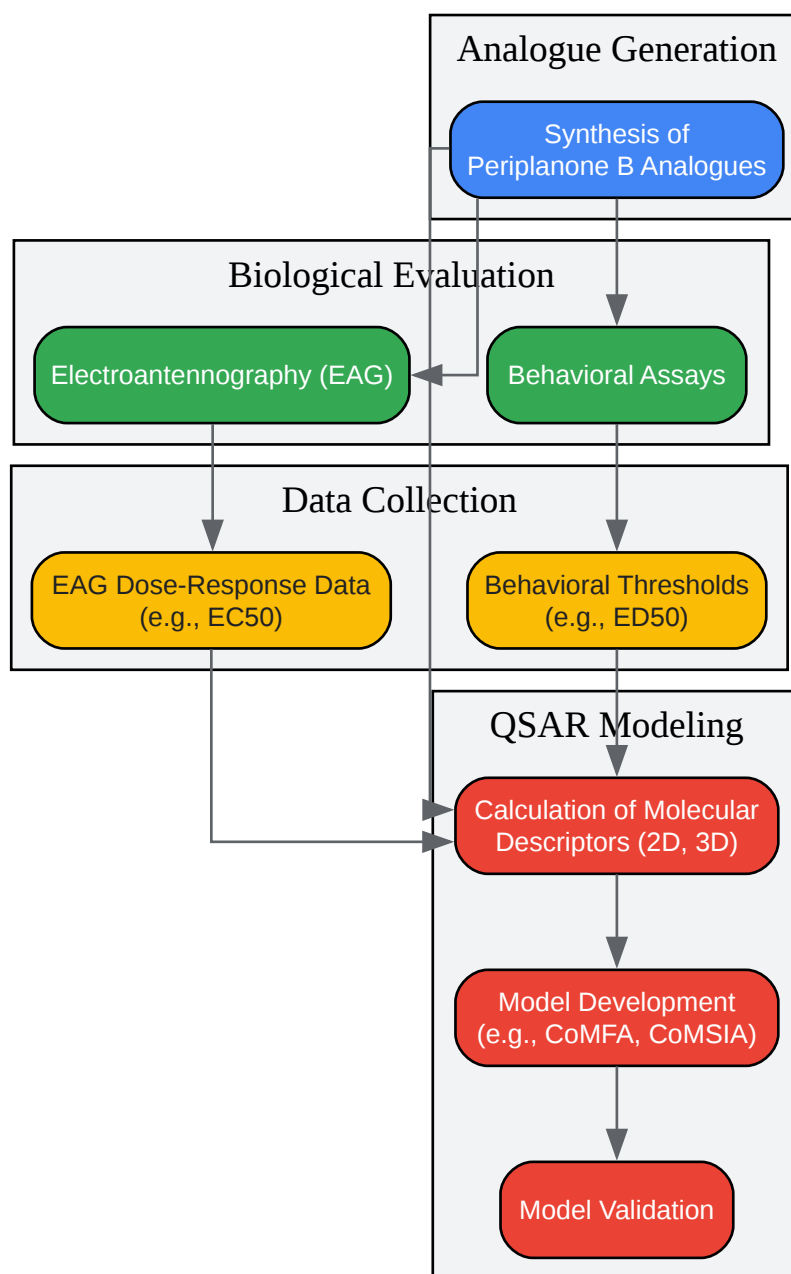 Analogue Generation
Synthesis of
Periplanone B Analogues
Biological Evaluation
Electroantennography (EAG)
Behavioral Assays
Data Collection
EAG Dose-Response Data
(e.g., EC50)
Behavioral Thresholds
(e.g., ED50)
QSAR Modeling
Calculation of Molecular
Descriptors (2D, 3D)
Model Development
(e.g., CoMFA, CoMSIA)
Model Validation